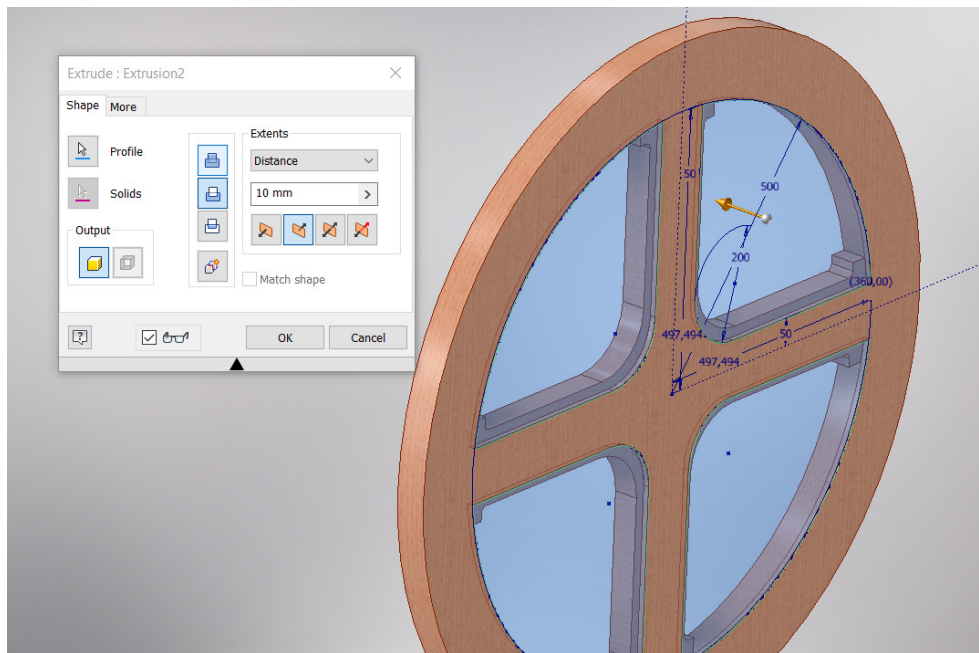 Extrude : Extrusion2
Shape
More
Profile
Solids
Output
Extents
Distance
10 mm
Match shape
OK
Cancel
50
500
200
(360,00)
497,494
50
497,494